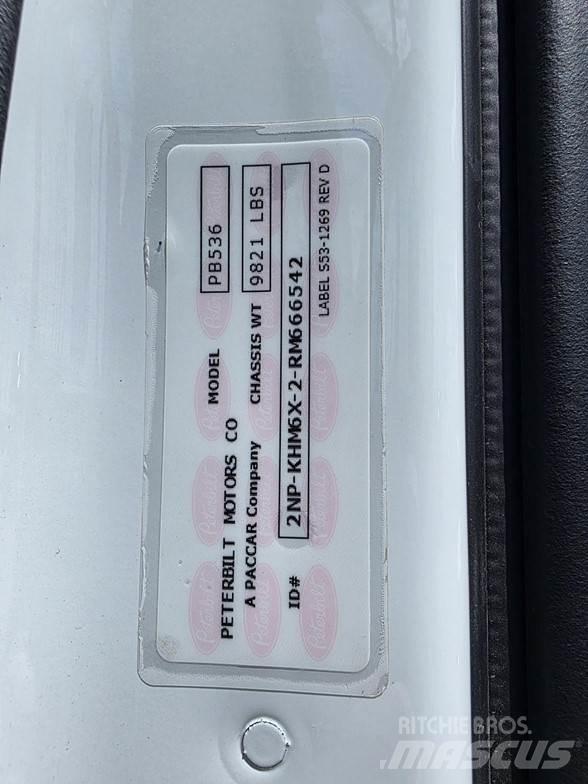 PETERBILT MOTORS CO MODEL PB536
A PACCAR Company CHASSIS WT 9821 LBS
ID# 2NP-KHM6X-2-RM666542
LABEL S53-1269 REV D
RITCHIE BROS.
MASCUS